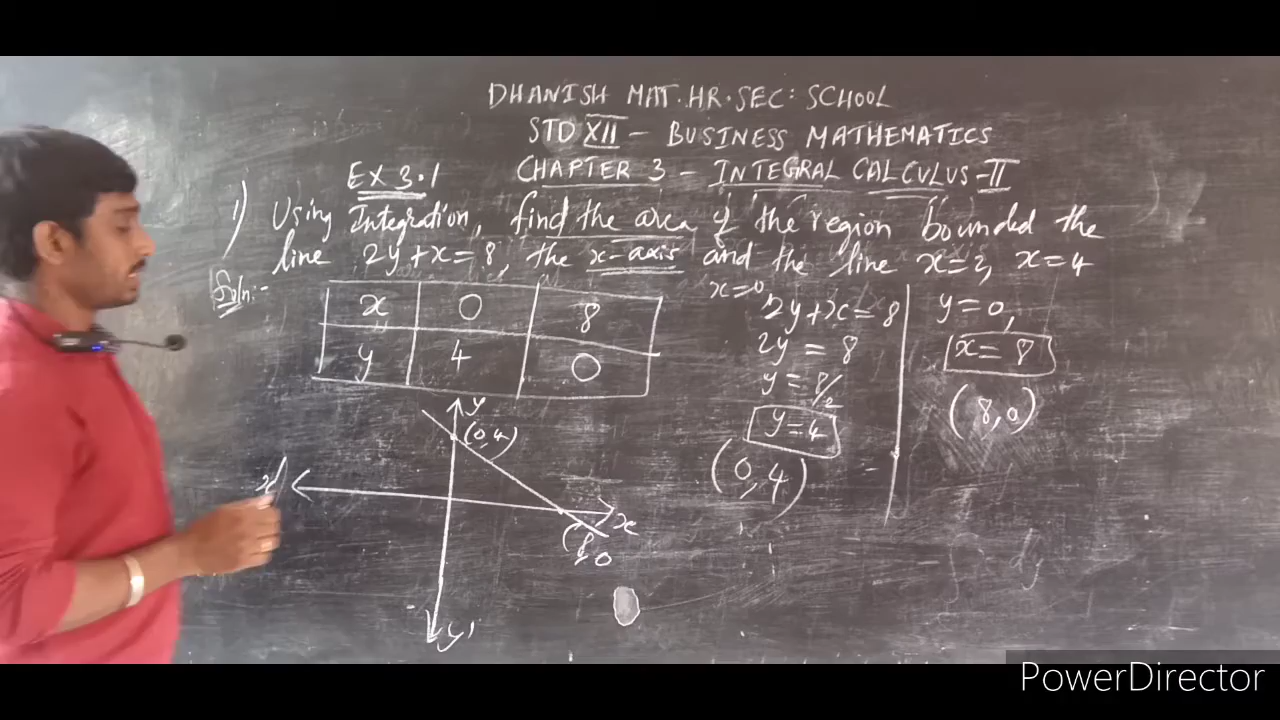 DHANISH MAT.HR.SEC: SCHOOL
STD XII - BUSINESS MATHEMATICS
EX 3.1 CHAPTER 3 - INTEGRAL CALCULUS-II
1) Using Integration, find the area of the region bounded the
line 2y+x=8, the x-axis and the line x=2, x=4
Soln:-
x 0 8
y 4 0
x=0, 2y+x=8
2y = 8
y = 8/2
y=4
(0,4)
y=0,
x=8
(8,0)
y
(0,4)
x'
x
(8,0
y'
PowerDirector